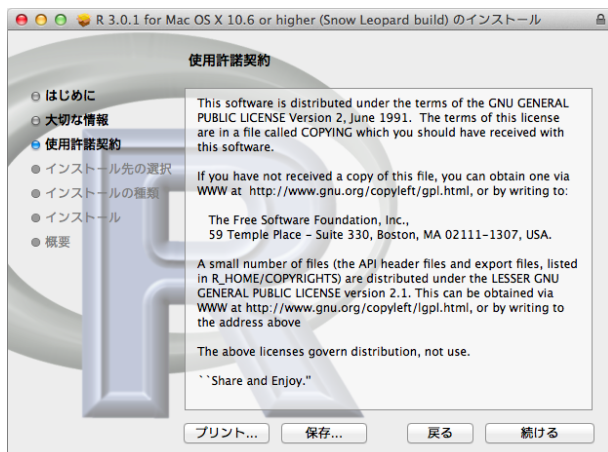 R 3.0.1 for Mac OS X 10.6 or higher (Snow Leopard build) のインストール
使用許諾契約
はじめに
大切な情報
使用許諾契約
インストール先の選択
インストールの種類
インストール
概要
This software is distributed under the terms of the GNU GENERAL
PUBLIC LICENSE Version 2, June 1991.  The terms of this license
are in a file called COPYING which you should have received with
this software.
If you have not received a copy of this file, you can obtain one via
WWW at  http://www.gnu.org/copyleft/gpl.html, or by writing to:
The Free Software Foundation, Inc.,
59 Temple Place – Suite 330, Boston, MA 02111–1307, USA.
A small number of files (the API header files and export files, listed
in R_HOME/COPYRIGHTS) are distributed under the LESSER GNU
GENERAL PUBLIC LICENSE version 2.1. This can be obtained via
WWW at http://www.gnu.org/copyleft/lgpl.html, or by writing to
the address above
The above licenses govern distribution, not use.
``Share and Enjoy.''
プリント... 保存... 戻る 続ける